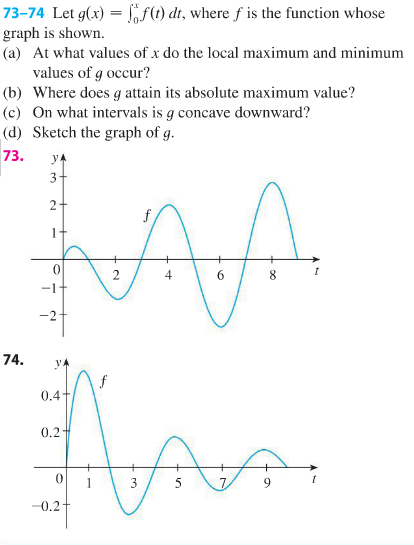 73–74 Let g(x) = ∫₀ˣ f(t) dt, where f is the function whose
graph is shown.
(a) At what values of x do the local maximum and minimum
values of g occur?
(b) Where does g attain its absolute maximum value?
(c) On what intervals is g concave downward?
(d) Sketch the graph of g.
73.
y
3
2
f
1
0 2 4 6 8 t
−1
−2
74.
y
f
0.4
0.2
0 1 3 5 7 9 t
−0.2